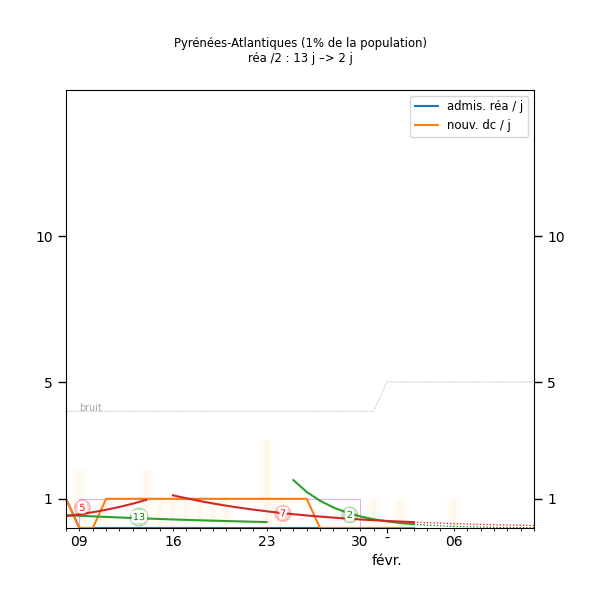 Pyrénées-Atlantiques (1% de la population)
réa /2 : 13 j –> 2 j
admis. réa / j
nouv. dc / j
10
10
5
5
bruit
1
1
5
13
7
2
09
16
23
30
-
06
févr.